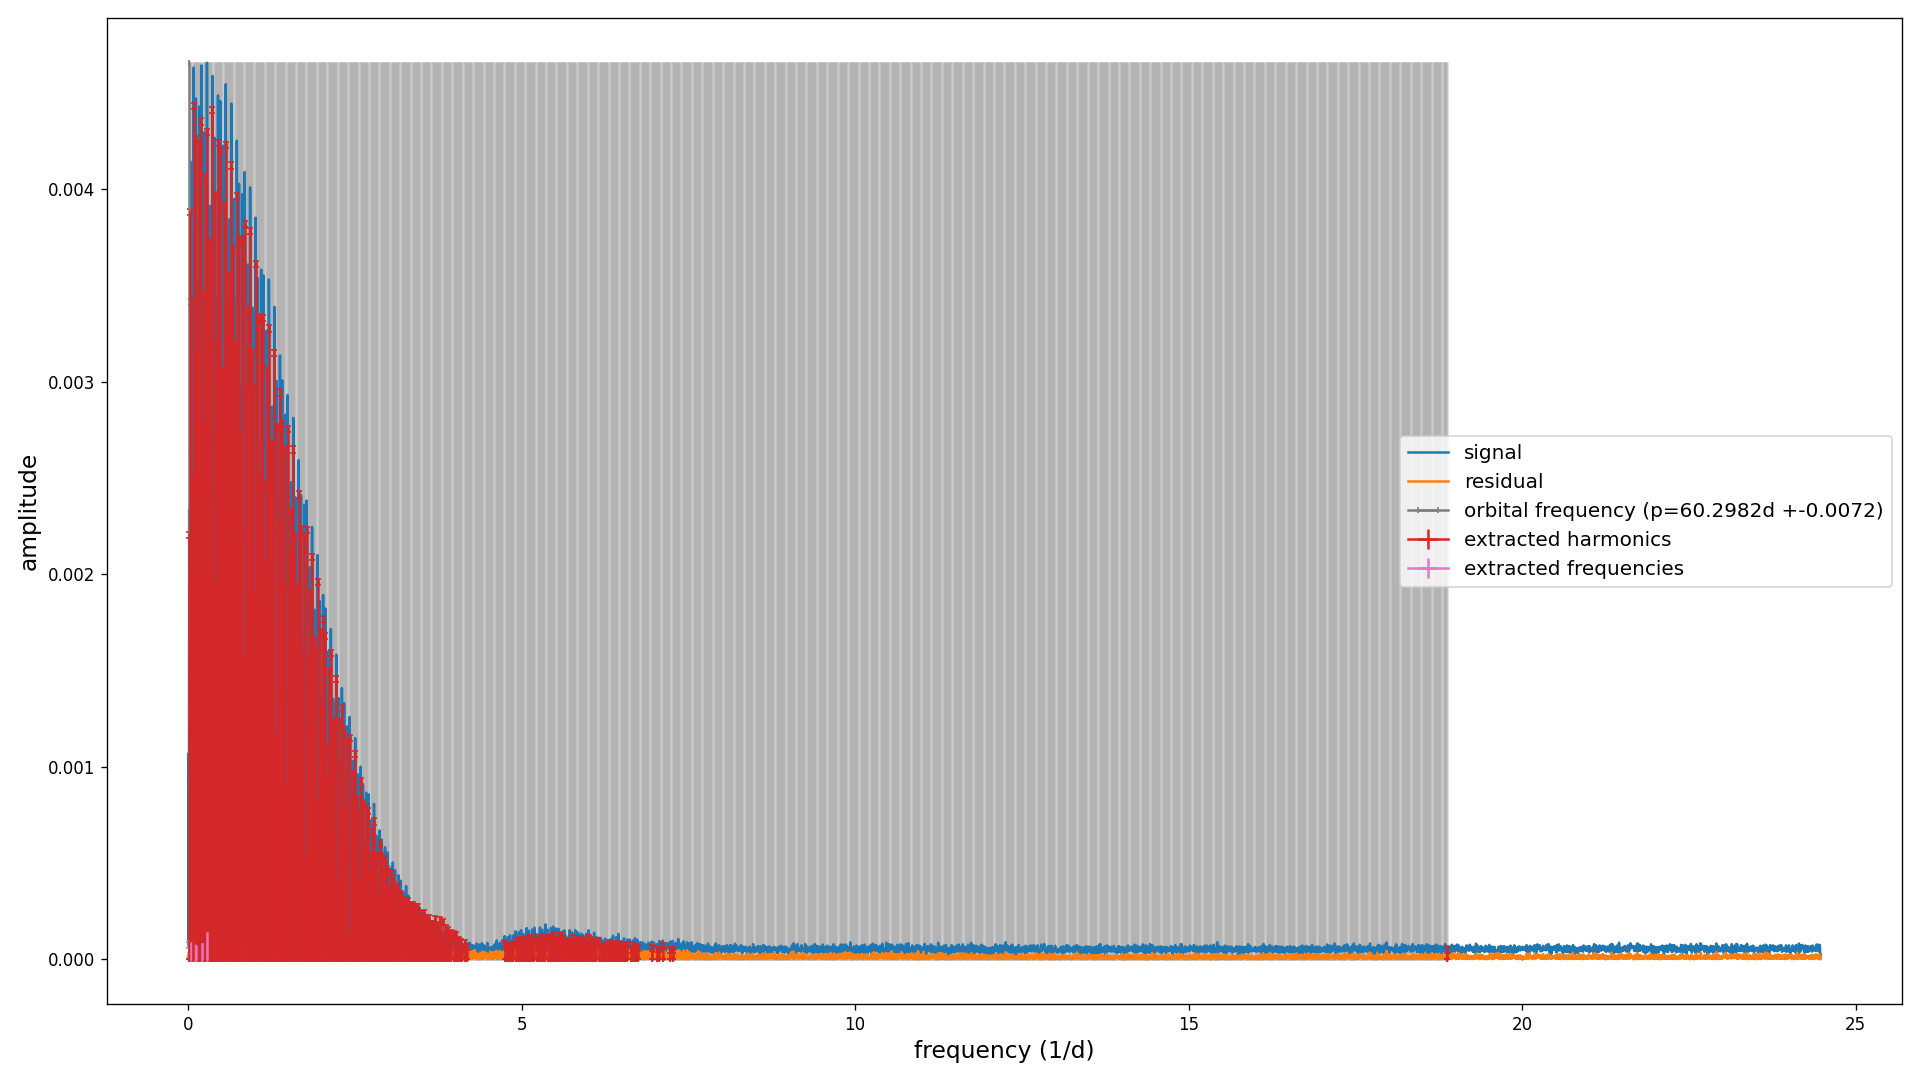 0.004
0.003
0.002
0.001
0.000
amplitude
0
5
10
15
20
25
frequency (1/d)
signal
residual
orbital frequency (p=60.2982d +-0.0072)
extracted harmonics
extracted frequencies